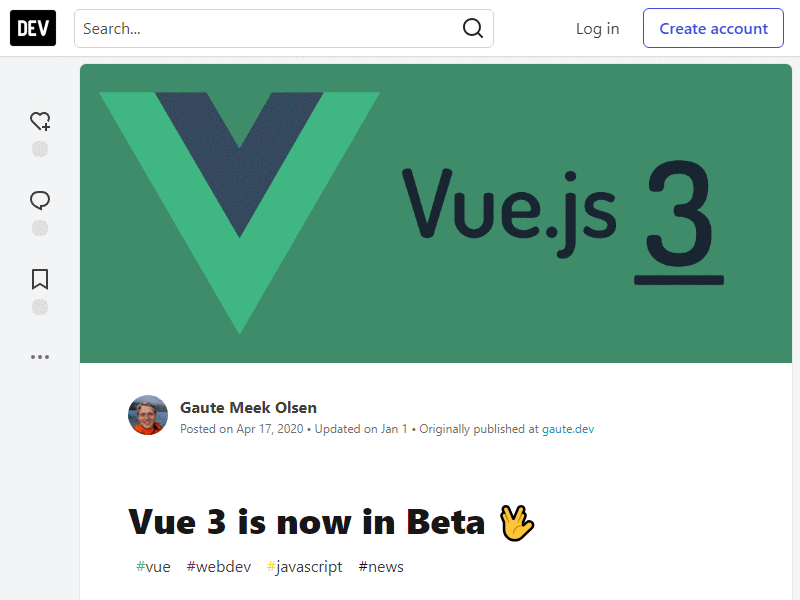 DEV
Search...
Log in
Create account
Vue.js 3
Gaute Meek Olsen
Posted on Apr 17, 2020 • Updated on Jan 1 • Originally published at gaute.dev
Vue 3 is now in Beta 🖖
#vue #webdev #javascript #news